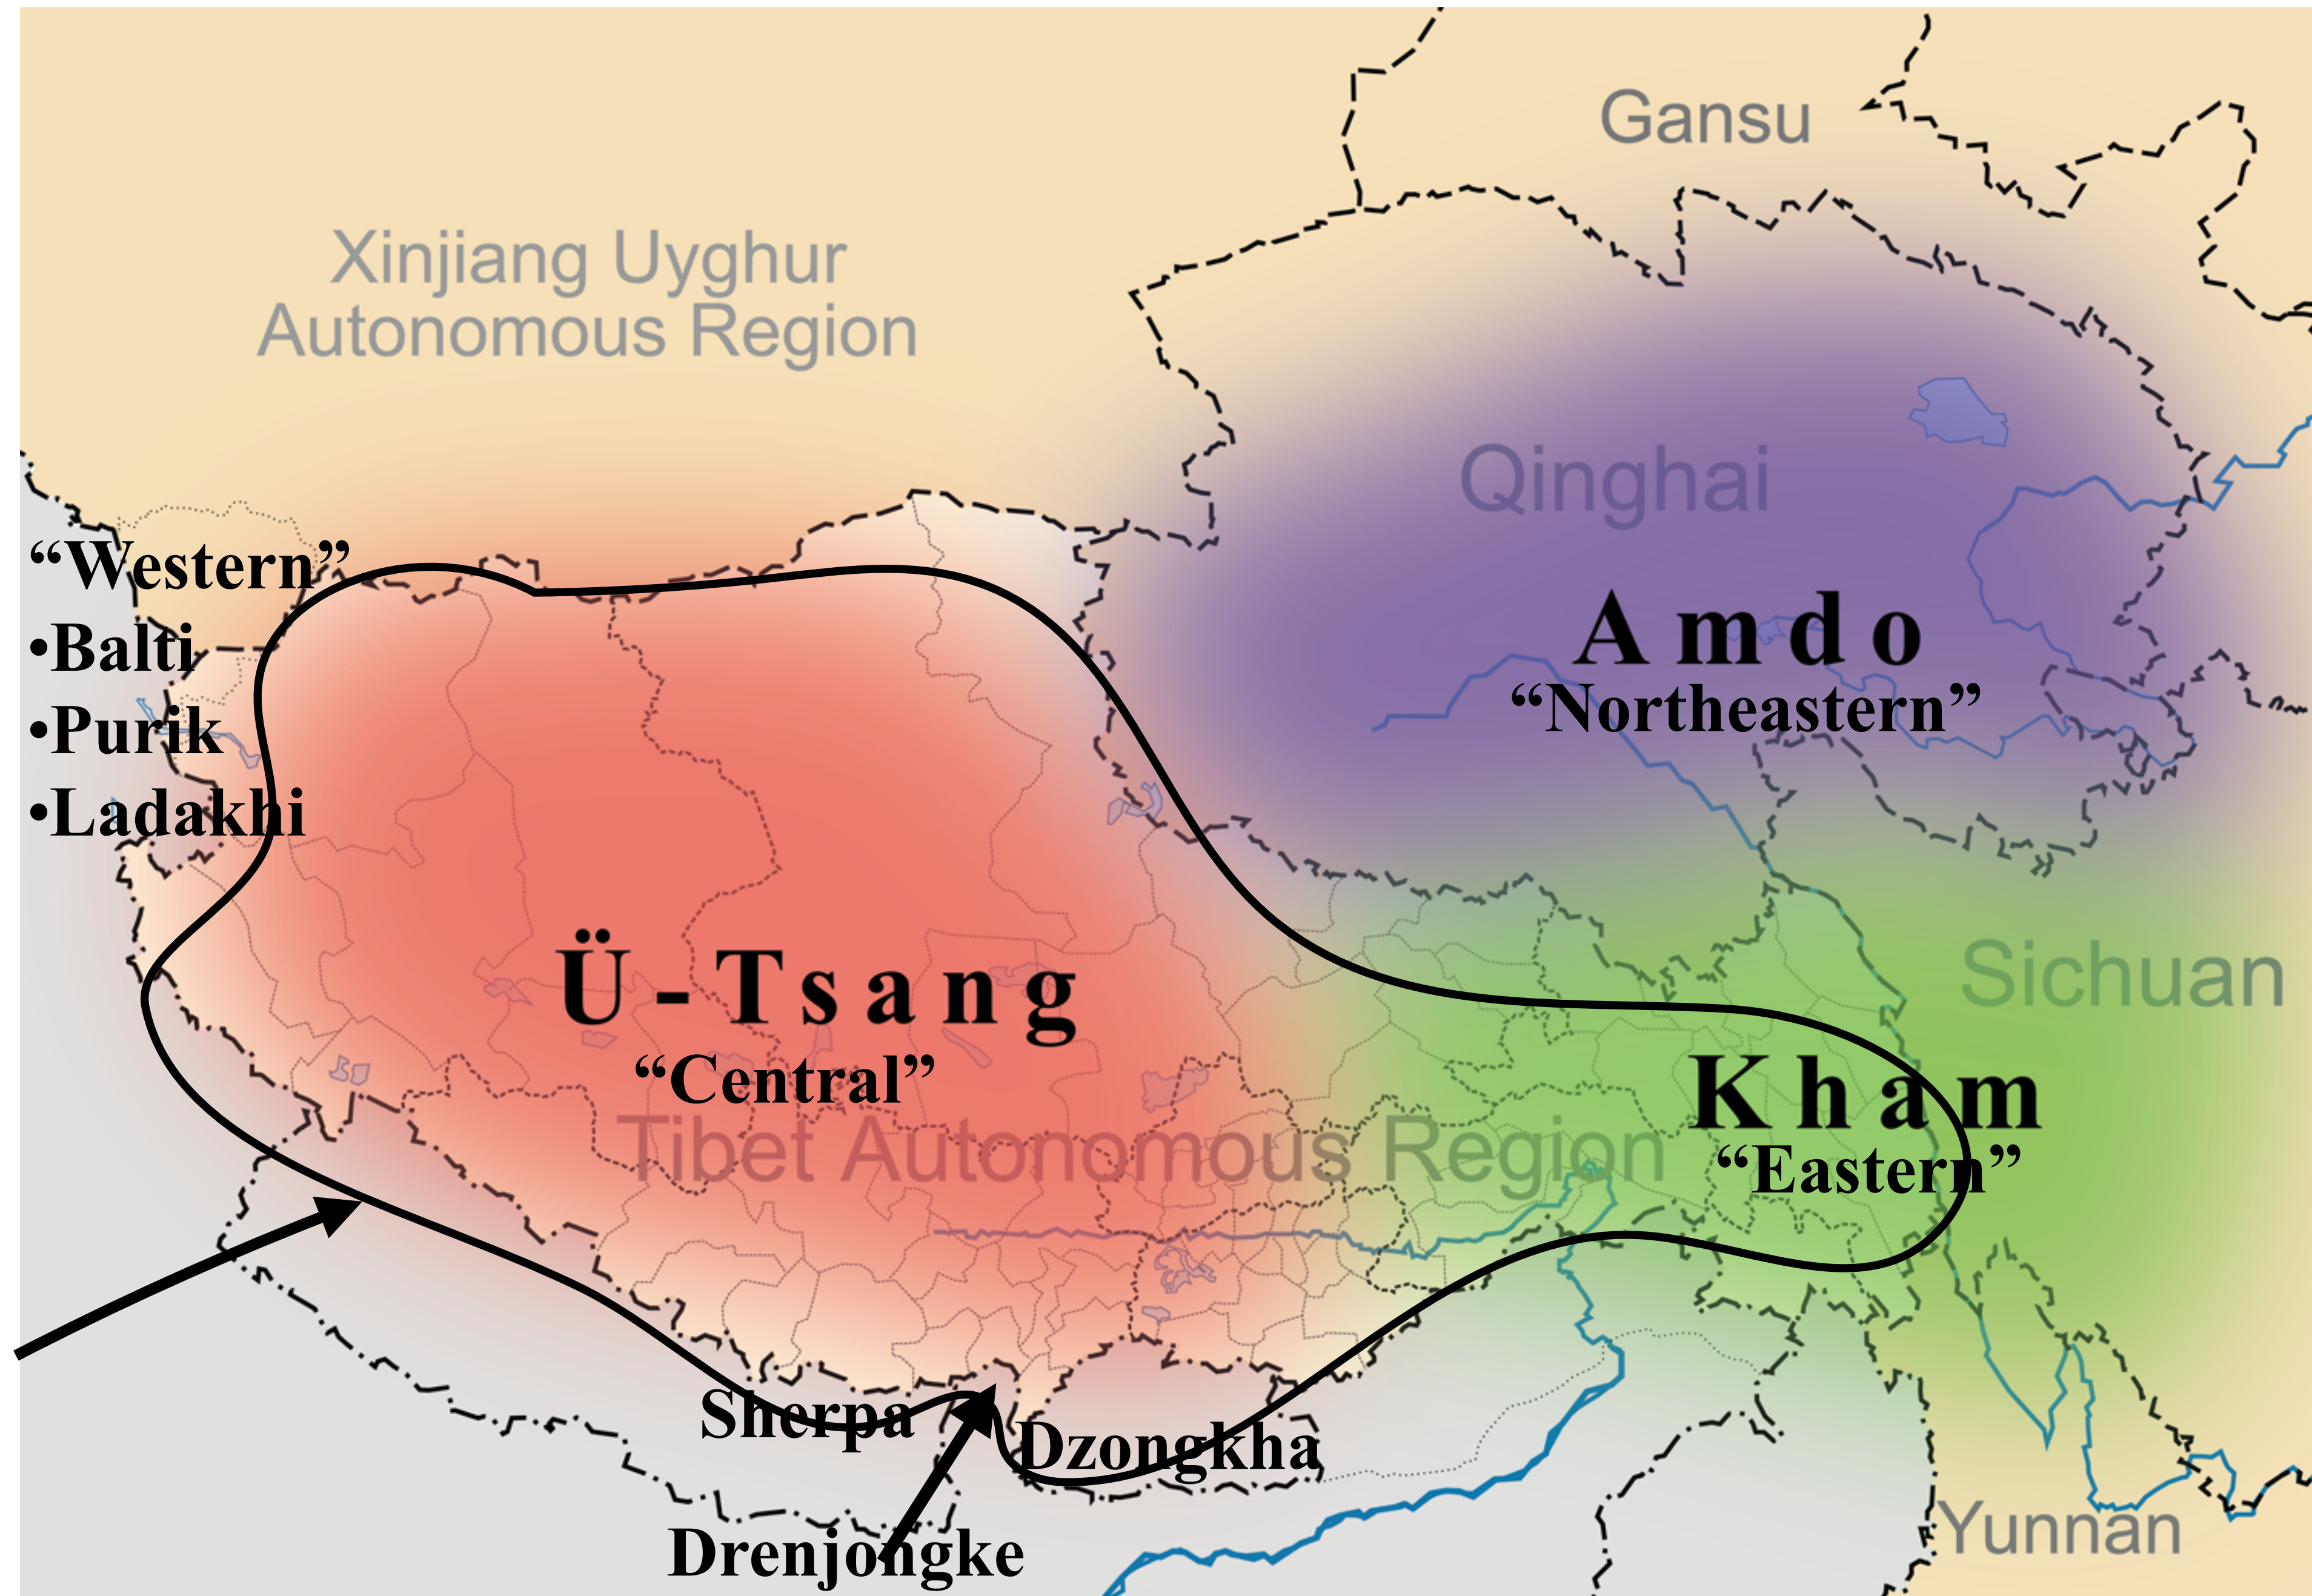 Gansu
Xinjiang Uyghur
Autonomous Region
Qinghai
“Western”
•Balti
•Purik
•Ladakhi
Amdo
“Northeastern”
Ü-Tsang
“Central”
Sichuan
Kham
“Eastern”
Tibet Autonomous Region
Sherpa
Dzongkha
Drenjongke
Yunnan